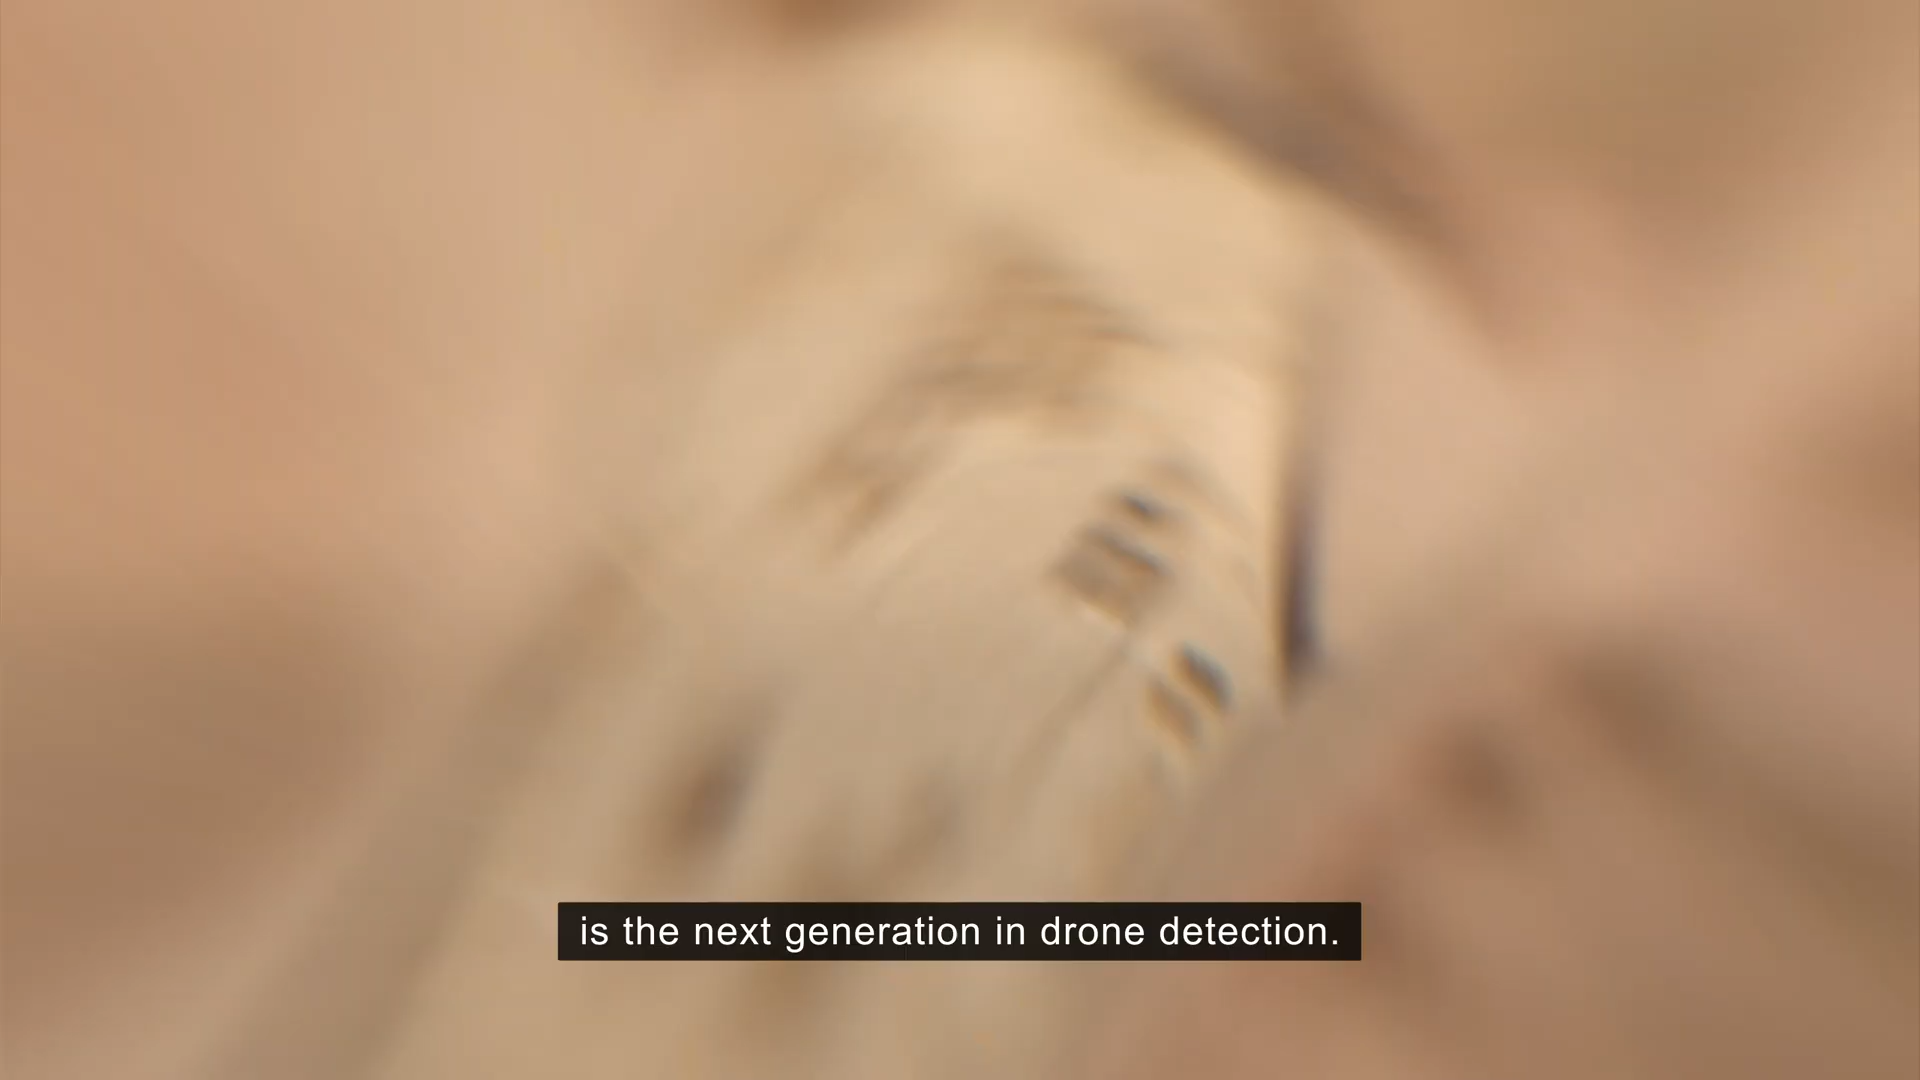 is the next generation in drone detection.